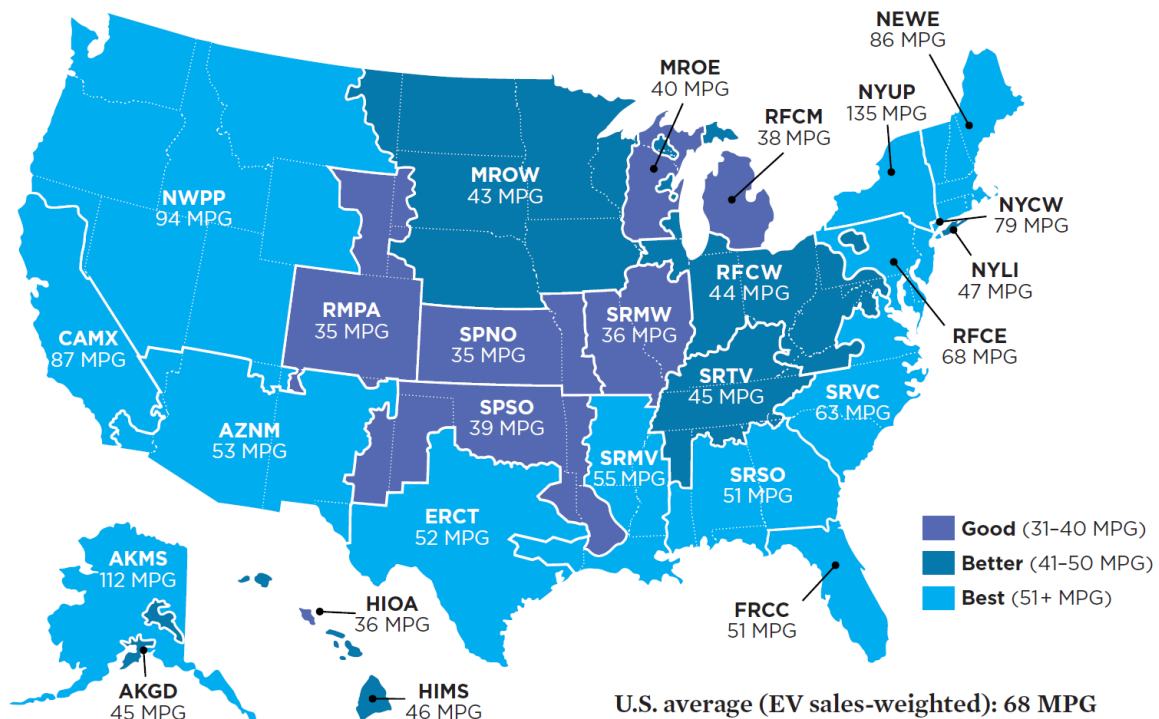 NEWE
86 MPG
MROE
40 MPG
NYUP
135 MPG
RFCM
38 MPG
MROW
43 MPG
NWPP
94 MPG
NYCW
79 MPG
NYLI
47 MPG
RFCW
44 MPG
RMPA
35 MPG
SRMW
36 MPG
SPNO
35 MPG
CAMX
87 MPG
RFCE
68 MPG
SRTV
45 MPG
SRVC
63 MPG
SPSO
39 MPG
AZNM
53 MPG
SRMV
55 MPG
SRSO
51 MPG
ERCT
52 MPG
Good (31–40 MPG)
Better (41–50 MPG)
Best (51+ MPG)
AKMS
112 MPG
HIOA
36 MPG
FRCC
51 MPG
AKGD
45 MPG
HIMS
46 MPG
U.S. average (EV sales-weighted): 68 MPG